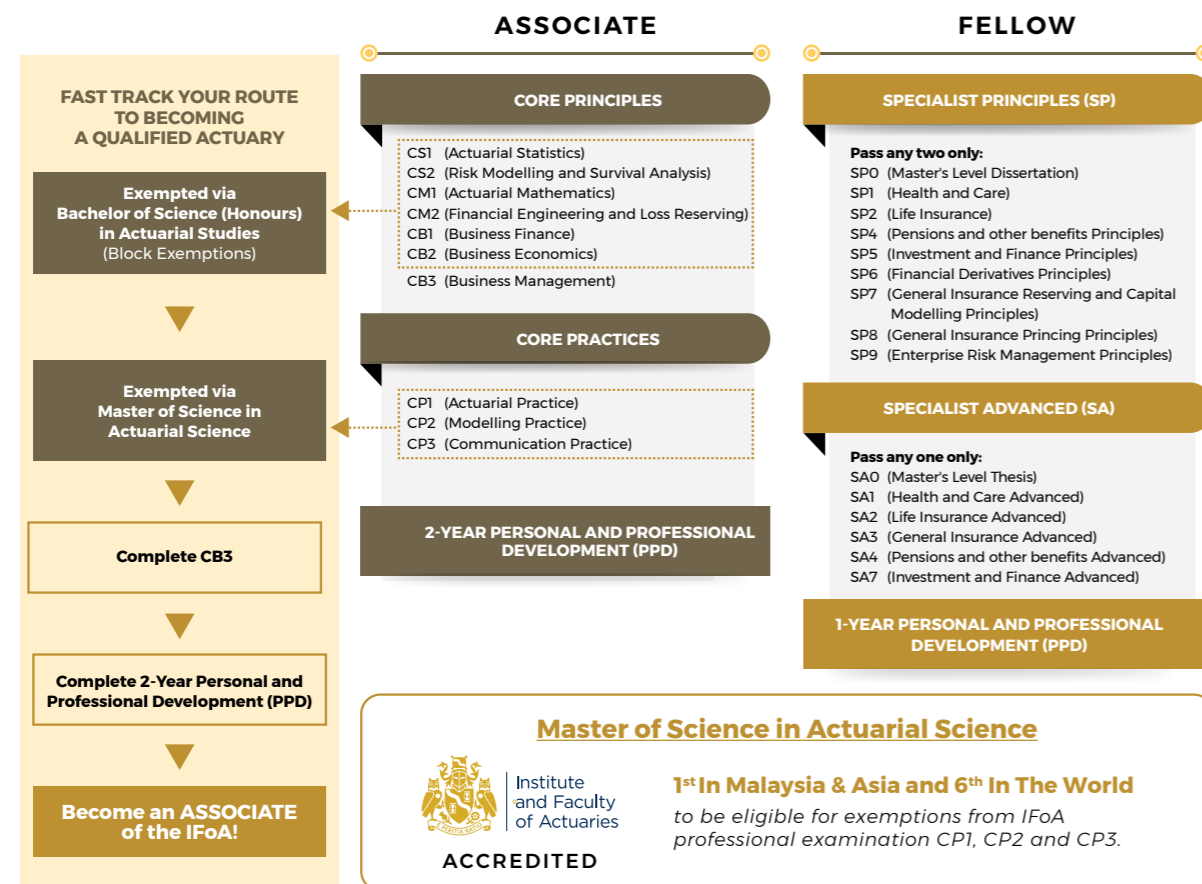 FAST TRACK YOUR ROUTE
TO BECOMING
A QUALIFIED ACTUARY
Exempted via
Bachelor of Science (Honours)
in Actuarial Studies
(Block Exemptions)
Exempted via
Master of Science in
Actuarial Science
Complete CB3
Complete 2-Year Personal and
Professional Development (PPD)
Become an ASSOCIATE
of the IFoA!
ASSOCIATE
CORE PRINCIPLES
CS1 (Actuarial Statistics)
CS2 (Risk Modelling and Survival Analysis)
CM1 (Actuarial Mathematics)
CM2 (Financial Engineering and Loss Reserving)
CB1 (Business Finance)
CB2 (Business Economics)
CB3 (Business Management)
CORE PRACTICES
CP1 (Actuarial Practice)
CP2 (Modelling Practice)
CP3 (Communication Practice)
2-YEAR PERSONAL AND PROFESSIONAL
DEVELOPMENT (PPD)
FELLOW
SPECIALIST PRINCIPLES (SP)
Pass any two only:
SP0 (Master's Level Dissertation)
SP1 (Health and Care)
SP2 (Life Insurance)
SP4 (Pensions and other benefits Principles)
SP5 (Investment and Finance Principles)
SP6 (Financial Derivatives Principles)
SP7 (General Insurance Reserving and Capital
Modelling Principles)
SP8 (General Insurance Princing Principles)
SP9 (Enterprise Risk Management Principles)
SPECIALIST ADVANCED (SA)
Pass any one only:
SA0 (Master's Level Thesis)
SA1 (Health and Care Advanced)
SA2 (Life Insurance Advanced)
SA3 (General Insurance Advanced)
SA4 (Pensions and other benefits Advanced)
SA7 (Investment and Finance Advanced)
1-YEAR PERSONAL AND PROFESSIONAL
DEVELOPMENT (PPD)
Master of Science in Actuarial Science
Institute
and Faculty
of Actuaries
ACCREDITED
1st In Malaysia & Asia and 6th In The World
to be eligible for exemptions from IFoA
professional examination CP1, CP2 and CP3.